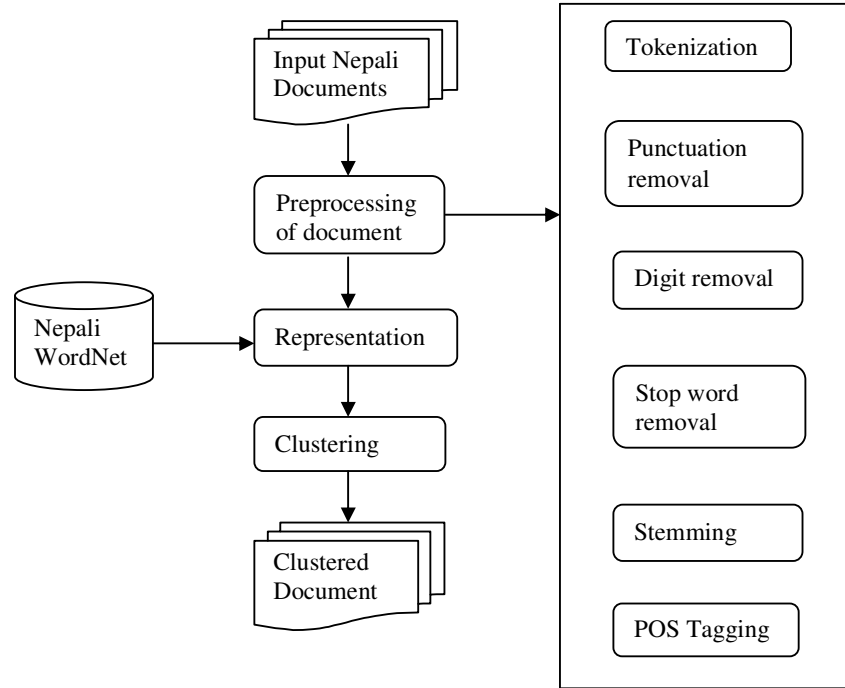 Input Nepali
Documents
Preprocessing
of document
Nepali
WordNet
Representation
Clustering
Clustered
Document
Tokenization
Punctuation
removal
Digit removal
Stop word
removal
Stemming
POS Tagging